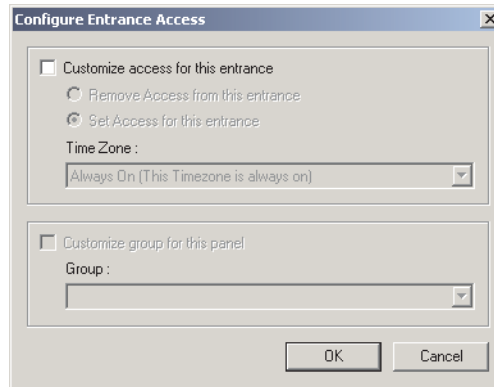 Configure Entrance Access
Customize access for this entrance
Remove Access from this entrance
Set Access for this entrance
Time Zone :
Always On (This Timezone is always on)
Customize group for this panel
Group :
OK Cancel